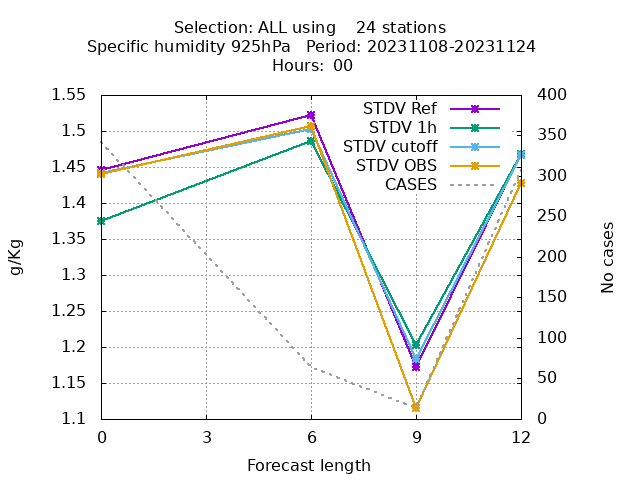 Selection: ALL using    24 stations
Specific humidity 925hPa   Period: 20231108-20231124
Hours:  00
STDV Ref
STDV 1h
STDV cutoff
STDV OBS
CASES
1.55
1.5
1.45
1.4
1.35
1.3
1.25
1.2
1.15
1.1
400
350
300
250
200
150
100
50
0
g/Kg
No cases
0 3 6 9 12
Forecast length